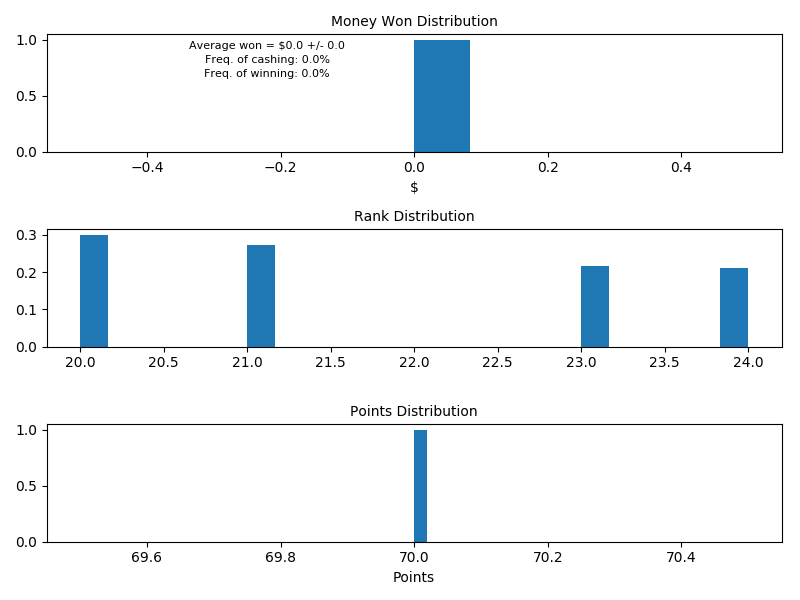 Money Won Distribution
Average won = $0.0 +/- 0.0
Freq. of cashing: 0.0%
Freq. of winning: 0.0%
1.0
0.5
0.0
−0.4 −0.2 0.0 0.2 0.4
$
Rank Distribution
0.3
0.2
0.1
0.0
20.0 20.5 21.0 21.5 22.0 22.5 23.0 23.5 24.0
Points Distribution
1.0
0.5
0.0
69.6 69.8 70.0 70.2 70.4
Points